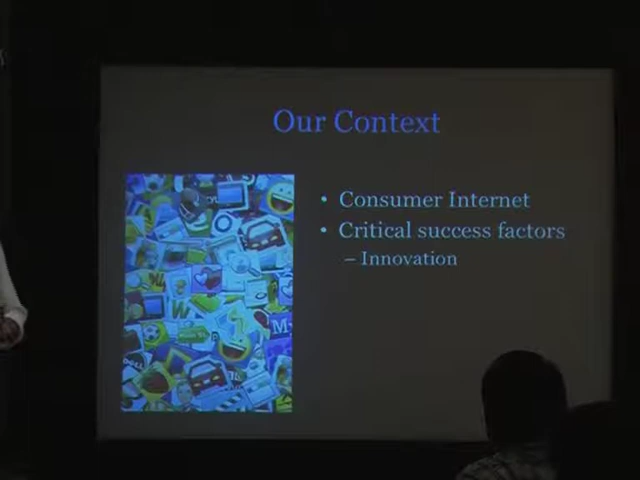 Our Context
• Consumer Internet
• Critical success factors
– Innovation
W
M